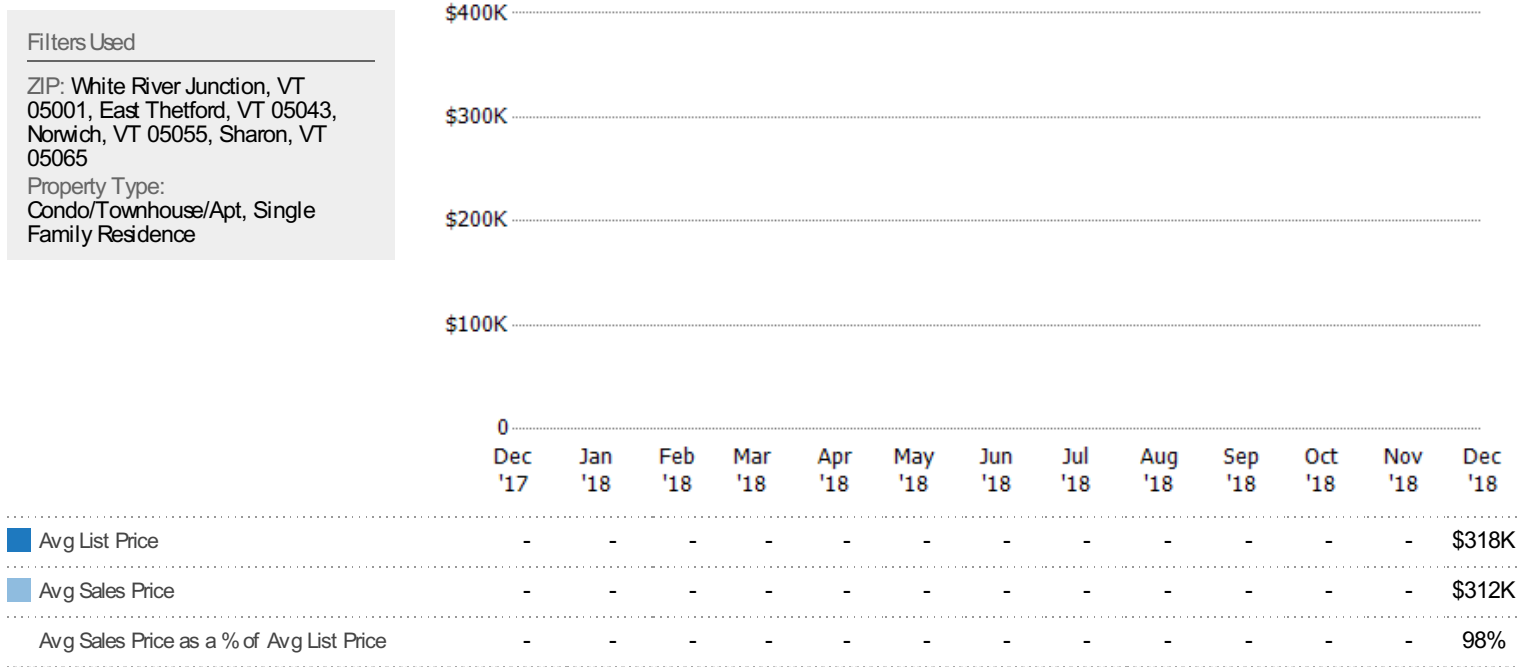 Filters Used
ZIP: White River Junction, VT
05001, East Thetford, VT 05043,
Norwich, VT 05055, Sharon, VT
05065
Property Type:
Condo/Townhouse/Apt, Single
Family Residence
$400K
$300K
$200K
$100K
0
Dec Jan Feb Mar Apr May Jun Jul Aug Sep Oct Nov Dec
'17 '18 '18 '18 '18 '18 '18 '18 '18 '18 '18 '18 '18
Avg List Price - - - - - - - - - - - - $318K
Avg Sales Price - - - - - - - - - - - - $312K
Avg Sales Price as a % of Avg List Price - - - - - - - - - - - - 98%